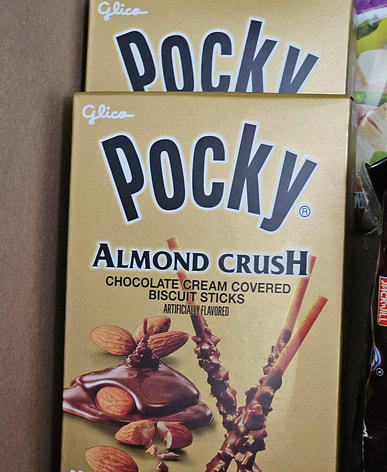 Glico
Pocky
Glico
Pocky®
ALMOND CRUSH
CHOCOLATE CREAM COVERED
BISCUIT STICKS
ARTIFICIALLY FLAVORED